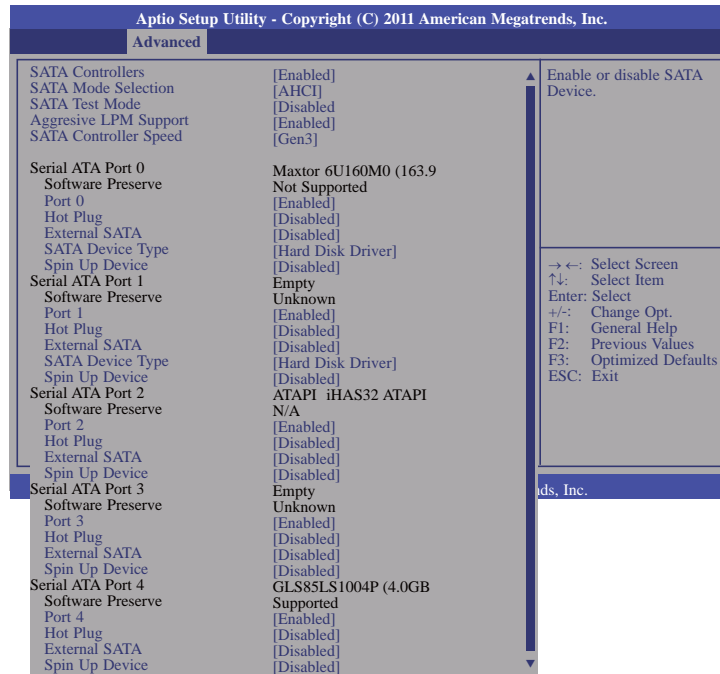 Aptio Setup Utility - Copyright (C) 2011 American Megatrends, Inc.
Advanced
SATA Controllers [Enabled]
SATA Mode Selection [AHCI]
SATA Test Mode [Disabled
Aggresive LPM Support [Enabled]
SATA Controller Speed [Gen3]
Serial ATA Port 0 Maxtor 6U160M0 (163.9
Software Preserve Not Supported
Port 0 [Enabled]
Hot Plug [Disabled]
External SATA [Disabled]
SATA Device Type [Hard Disk Driver]
Spin Up Device [Disabled]
Serial ATA Port 1 Empty
Software Preserve Unknown
Port 1 [Enabled]
Hot Plug [Disabled]
External SATA [Disabled]
SATA Device Type [Hard Disk Driver]
Spin Up Device [Disabled]
Serial ATA Port 2 ATAPI iHAS32 ATAPI
Software Preserve N/A
Port 2 [Enabled]
Hot Plug [Disabled]
External SATA [Disabled]
Spin Up Device [Disabled]
Serial ATA Port 3 Empty
Software Preserve Unknown
Port 3 [Enabled]
Hot Plug [Disabled]
External SATA [Disabled]
Spin Up Device [Disabled]
Serial ATA Port 4 GLS85LS1004P (4.0GB
Software Preserve Supported
Port 4 [Enabled]
Hot Plug [Disabled]
External SATA [Disabled]
Spin Up Device [Disabled]
Enable or disable SATA
Device.
→←: Select Screen
↑↓: Select Item
Enter: Select
+/-: Change Opt.
F1: General Help
F2: Previous Values
F3: Optimized Defaults
ESC: Exit
ds, Inc.